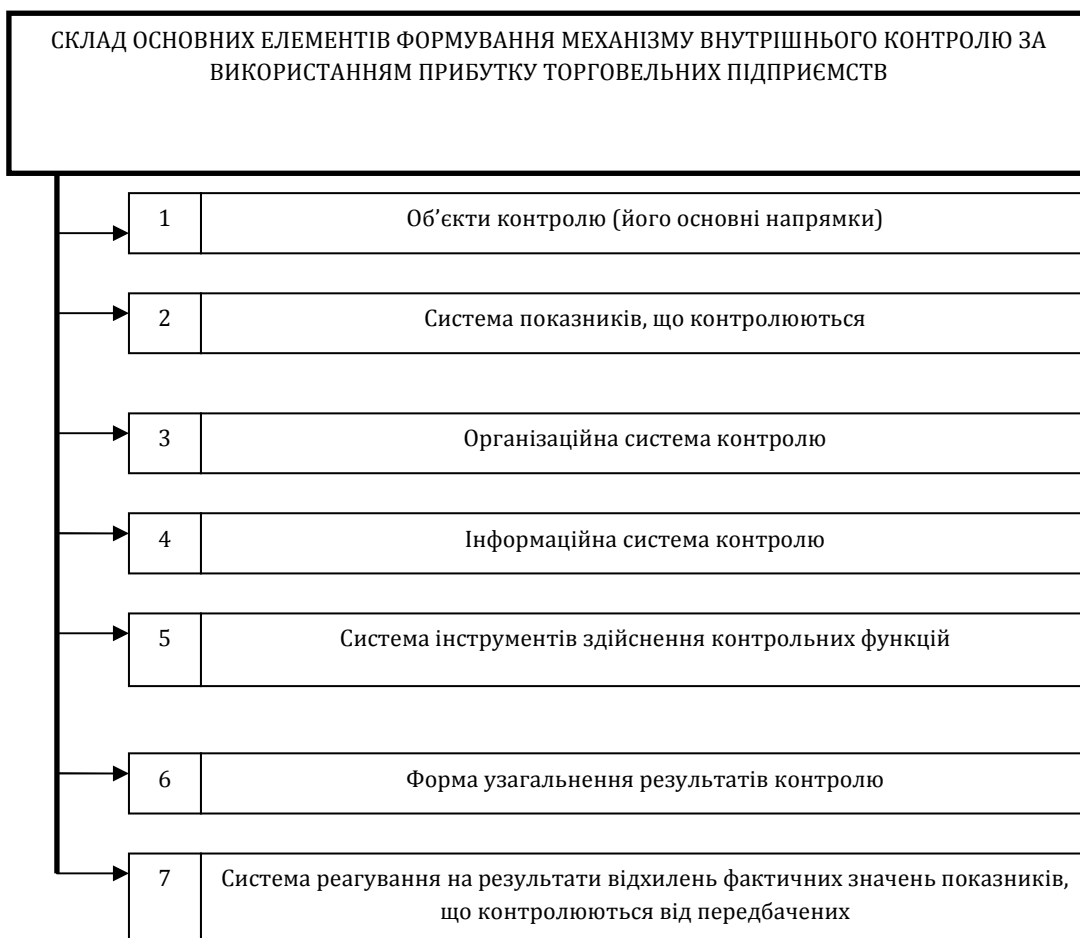 СКЛАД ОСНОВНИХ ЕЛЕМЕНТІВ ФОРМУВАННЯ МЕХАНІЗМУ ВНУТРІШНЬОГО КОНТРОЛЮ ЗА
ВИКОРИСТАННЯМ ПРИБУТКУ ТОРГОВЕЛЬНИХ ПІДПРИЄМСТВ
1 Об’єкти контролю (його основні напрямки)
2 Система показників, що контролюються
3 Організаційна система контролю
4 Інформаційна система контролю
5 Система інструментів здійснення контрольних функцій
6 Форма узагальнення результатів контролю
7 Система реагування на результати відхилень фактичних значень показників,
що контролюються від передбачених